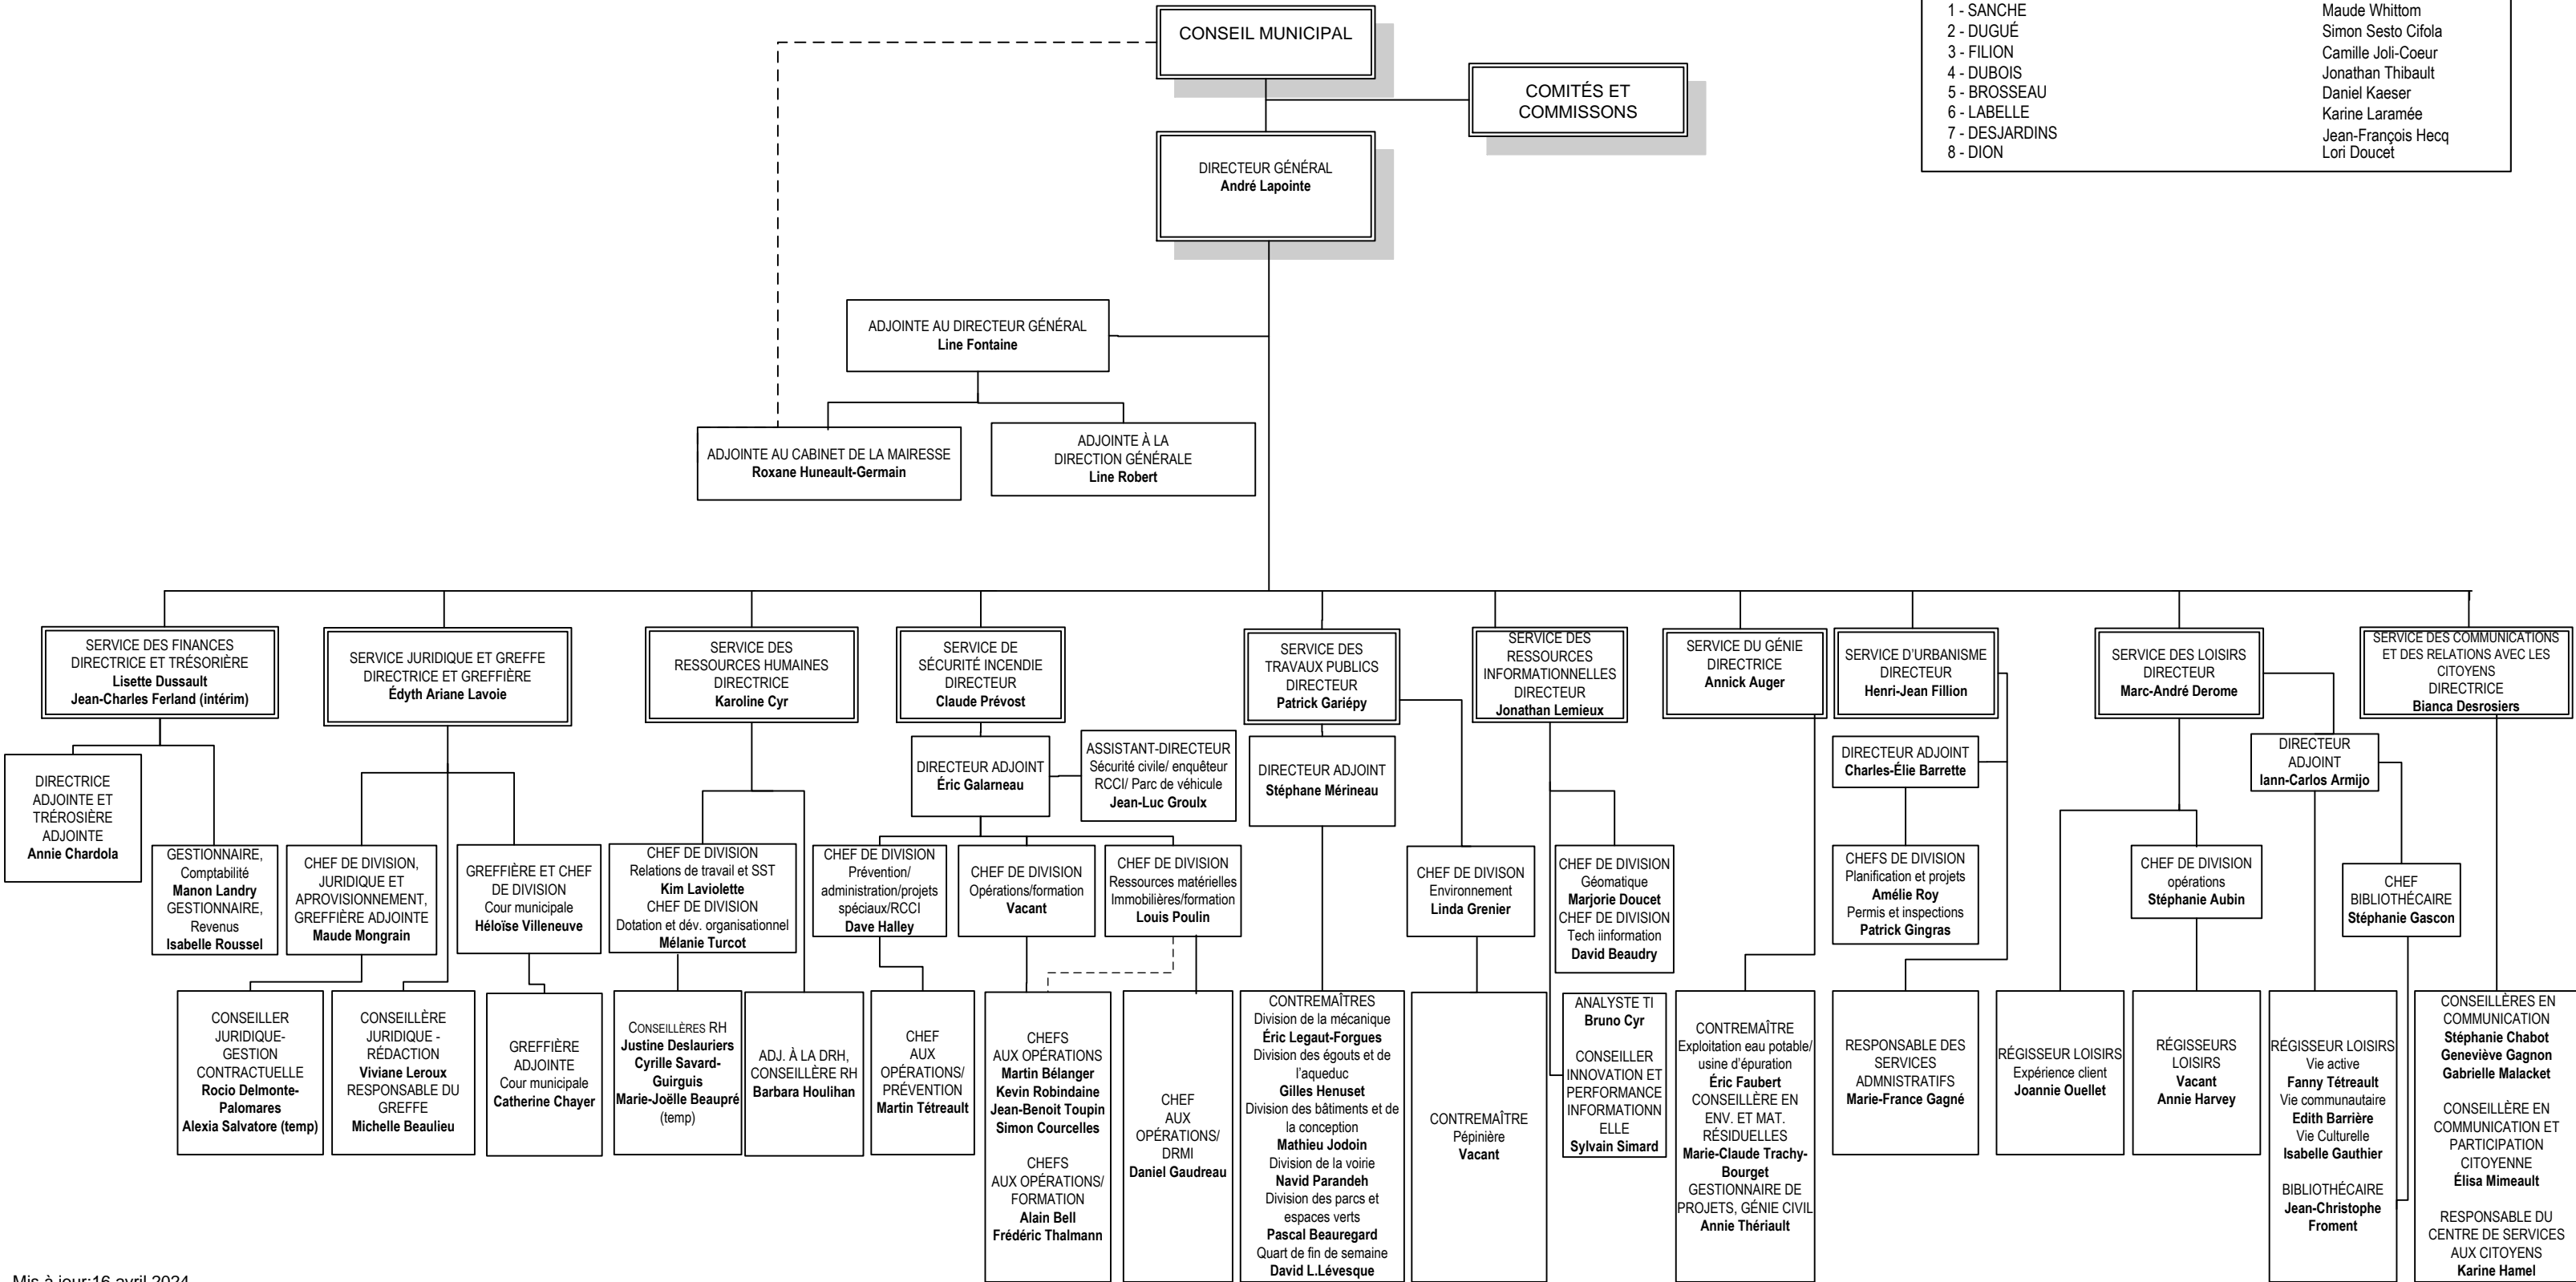 CONSEIL MUNICIPAL
COMITÉS ET
COMMISSONS
1 - SANCHE Maude Whittom
2 - DUGUÉ Simon Sesto Cifola
3 - FILION Camille Joli-Coeur
4 - DUBOIS Jonathan Thibault
5 - BROSSEAU Daniel Kaeser
6 - LABELLE Karine Laramée
7 - DESJARDINS Jean-François Hecq
8 - DION Lori Doucet
DIRECTEUR GÉNÉRAL
André Lapointe
ADJOINTE AU DIRECTEUR GÉNÉRAL
Line Fontaine
ADJOINTE AU CABINET DE LA MAIRESSE
Roxane Huneault-Germain
ADJOINTE À LA
DIRECTION GÉNÉRALE
Line Robert
SERVICE DES FINANCES
DIRECTRICE ET TRÉSORIÈRE
Lisette Dussault
Jean-Charles Ferland (intérim)
SERVICE JURIDIQUE ET GREFFE
DIRECTRICE ET GREFFIÈRE
Édyth Ariane Lavoie
SERVICE DES
RESSOURCES HUMAINES
DIRECTRICE
Karoline Cyr
SERVICE DE
SÉCURITÉ INCENDIE
DIRECTEUR
Claude Prévost
SERVICE DES
TRAVAUX PUBLICS
DIRECTEUR
Patrick Gariépy
SERVICE DES
RESSOURCES
INFORMATIONNELLES
DIRECTEUR
Jonathan Lemieux
SERVICE DU GÉNIE
DIRECTRICE
Annick Auger
SERVICE D'URBANISME
DIRECTEUR
Henri-Jean Fillion
SERVICE DES LOISIRS
DIRECTEUR
Marc-André Derome
SERVICE DES COMMUNICATIONS
ET DES RELATIONS AVEC LES
CITOYENS
DIRECTRICE
Bianca Desrosiers
DIRECTRICE
ADJOINTE ET
TRÉROSIÈRE
ADJOINTE
Annie Chardola
DIRECTEUR ADJOINT
Éric Galarneau
ASSISTANT-DIRECTEUR
Sécurité civile/ enquêteur
RCCI/ Parc de véhicule
Jean-Luc Groulx
DIRECTEUR ADJOINT
Stéphane Mérineau
DIRECTEUR ADJOINT
Charles-Élie Barrette
DIRECTEUR
ADJOINT
Iann-Carlos Armijo
GESTIONNAIRE,
Comptabilité
Manon Landry
GESTIONNAIRE,
Revenus
Isabelle Roussel
CHEF DE DIVISION,
JURIDIQUE ET
APROVISIONNEMENT,
GREFFIÈRE ADJOINTE
Maude Mongrain
GREFFIÈRE ET CHEF
DE DIVISION
Cour municipale
Héloïse Villeneuve
CHEF DE DIVISION
Relations de travail et SST
Kim Laviolette
CHEF DE DIVISION
Dotation et dév. organisationnel
Mélanie Turcot
CHEF DE DIVISION
Prévention/
administration/projets
spéciaux/RCCI
Dave Halley
CHEF DE DIVISION
Opérations/formation
Vacant
CHEF DE DIVISION
Ressources matérielles
Immobilières/formation
Louis Poulin
CHEF DE DIVISON
Environnement
Linda Grenier
CHEF DE DIVISION
Géomatique
Marjorie Doucet
CHEF DE DIVISION
Tech iinformation
David Beaudry
CHEFS DE DIVISION
Planification et projets
Amélie Roy
Permis et inspections
Patrick Gingras
CHEF DE DIVISION
opérations
Stéphanie Aubin
CHEF
BIBLIOTHÉCAIRE
Stéphanie Gascon
CONSEILLER
JURIDIQUE-
GESTION
CONTRACTUELLE
Rocio Delmonte-
Palomares
Alexia Salvatore (temp)
CONSEILLÈRE
JURIDIQUE -
RÉDACTION
Viviane Leroux
RESPONSABLE DU
GREFFE
Michelle Beaulieu
GREFFIÈRE
ADJOINTE
Cour municipale
Catherine Chayer
CONSEILLÈRES RH
Justine Deslauriers
Cyrille Savard-
Guirguis
Marie-Joëlle Beaupré
(temp)
ADJ. À LA DRH,
CONSEILLÈRE RH
Barbara Houlihan
CHEF
AUX
OPÉRATIONS/
PRÉVENTION
Martin Tétreault
CHEFS
AUX OPÉRATIONS
Martin Bélanger
Kevin Robindaine
Jean-Benoit Toupin
Simon Courcelles
CHEFS
AUX OPÉRATIONS/
FORMATION
Alain Bell
Frédéric Thalmann
CHEF
AUX
OPÉRATIONS/
DRMI
Daniel Gaudreau
CONTREMAÎTRES
Division de la mécanique
Éric Legaut-Forgues
Division des égouts et de
l'aqueduc
Gilles Henuset
Division des bâtiments et de
la conception
Mathieu Jodoin
Division de la voirie
Navid Parandeh
Division des parcs et
espaces verts
Pascal Beauregard
Quart de fin de semaine
David L.Lévesque
CONTREMAÎTRE
Pépinière
Vacant
ANALYSTE TI
Bruno Cyr
CONSEILLER
INNOVATION ET
PERFORMANCE
INFORMATIONN
ELLE
Sylvain Simard
CONTREMAÎTRE
Exploitation eau potable/
usine d'épuration
Éric Faubert
CONSEILLÈRE EN
ENV. ET MAT.
RÉSIDUELLES
Marie-Claude Trachy-
Bourget
GESTIONNAIRE DE
PROJETS, GÉNIE CIVIL
Annie Thériault
RESPONSABLE DES
SERVICES
ADMNISTRATIFS
Marie-France Gagné
RÉGISSEUR LOISIRS
Expérience client
Joannie Ouellet
RÉGISSEURS
LOISIRS
Vacant
Annie Harvey
RÉGISSEUR LOISIRS
Vie active
Fanny Tétreault
Vie communautaire
Edith Barrière
Vie Culturelle
Isabelle Gauthier
BIBLIOTHÉCAIRE
Jean-Christophe
Froment
CONSEILLÈRES EN
COMMUNICATION
Stéphanie Chabot
Geneviève Gagnon
Gabrielle Malacket
CONSEILLÈRE EN
COMMUNICATION ET
PARTICIPATION
CITOYENNE
Élisa Mimeault
RESPONSABLE DU
CENTRE DE SERVICES
AUX CITOYENS
Karine Hamel
Mis à jour:16 avril 2024